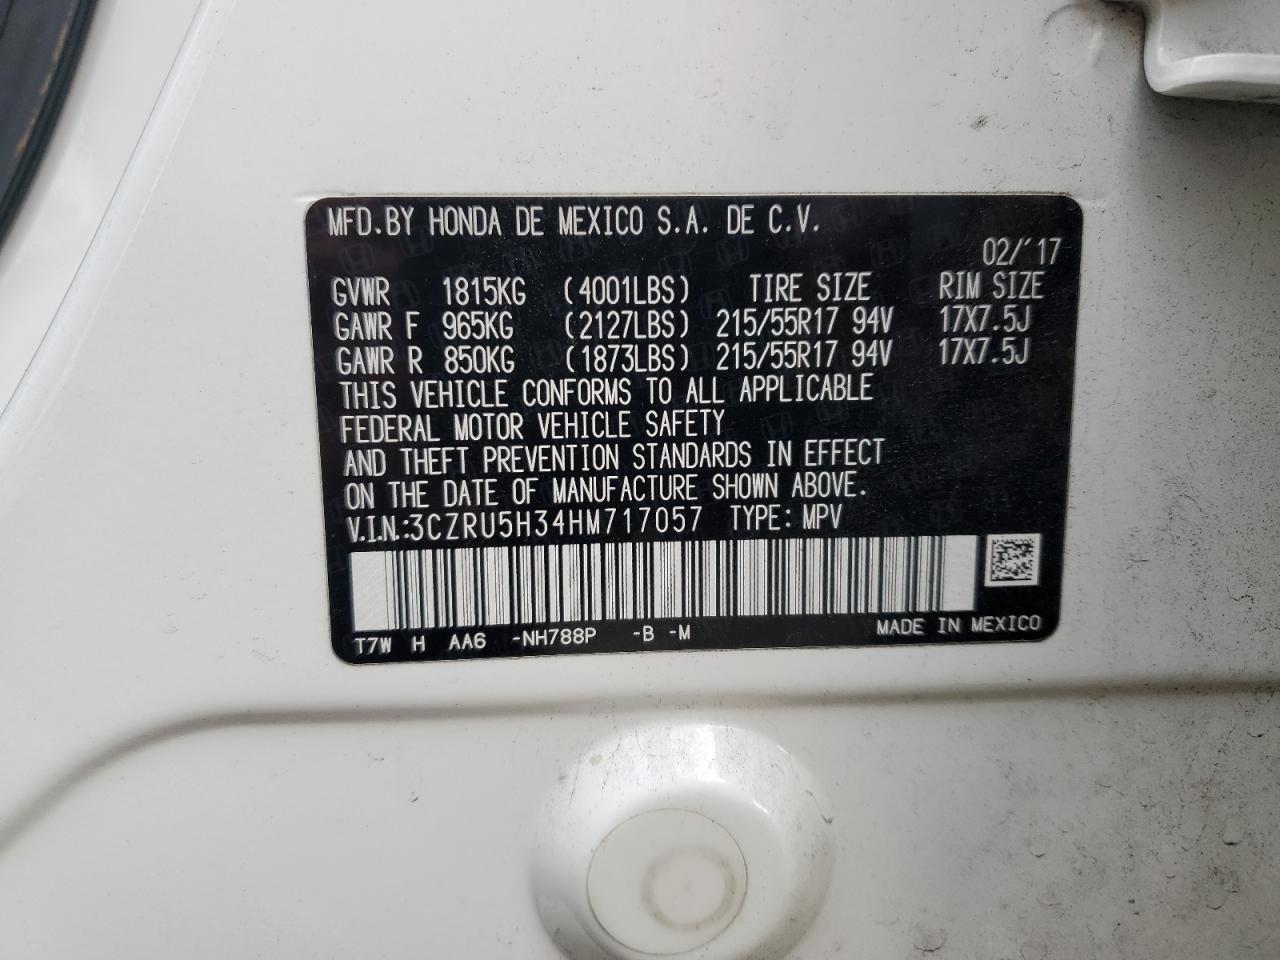 MFD.BY HONDA DE MEXICO S.A. DE C.V.
02/'17
GVWR 1815KG (4001LBS) TIRE SIZE RIM SIZE
GAWR F 965KG (2127LBS) 215/55R17 94V 17X7.5J
GAWR R 850KG (1873LBS) 215/55R17 94V 17X7.5J
THIS VEHICLE CONFORMS TO ALL APPLICABLE
FEDERAL MOTOR VEHICLE SAFETY
AND THEFT PREVENTION STANDARDS IN EFFECT
ON THE DATE OF MANUFACTURE SHOWN ABOVE.
V.I.N.:3CZRU5H34HM717057 TYPE: MPV
T7W H AA6 -NH788P -B -M MADE IN MEXICO